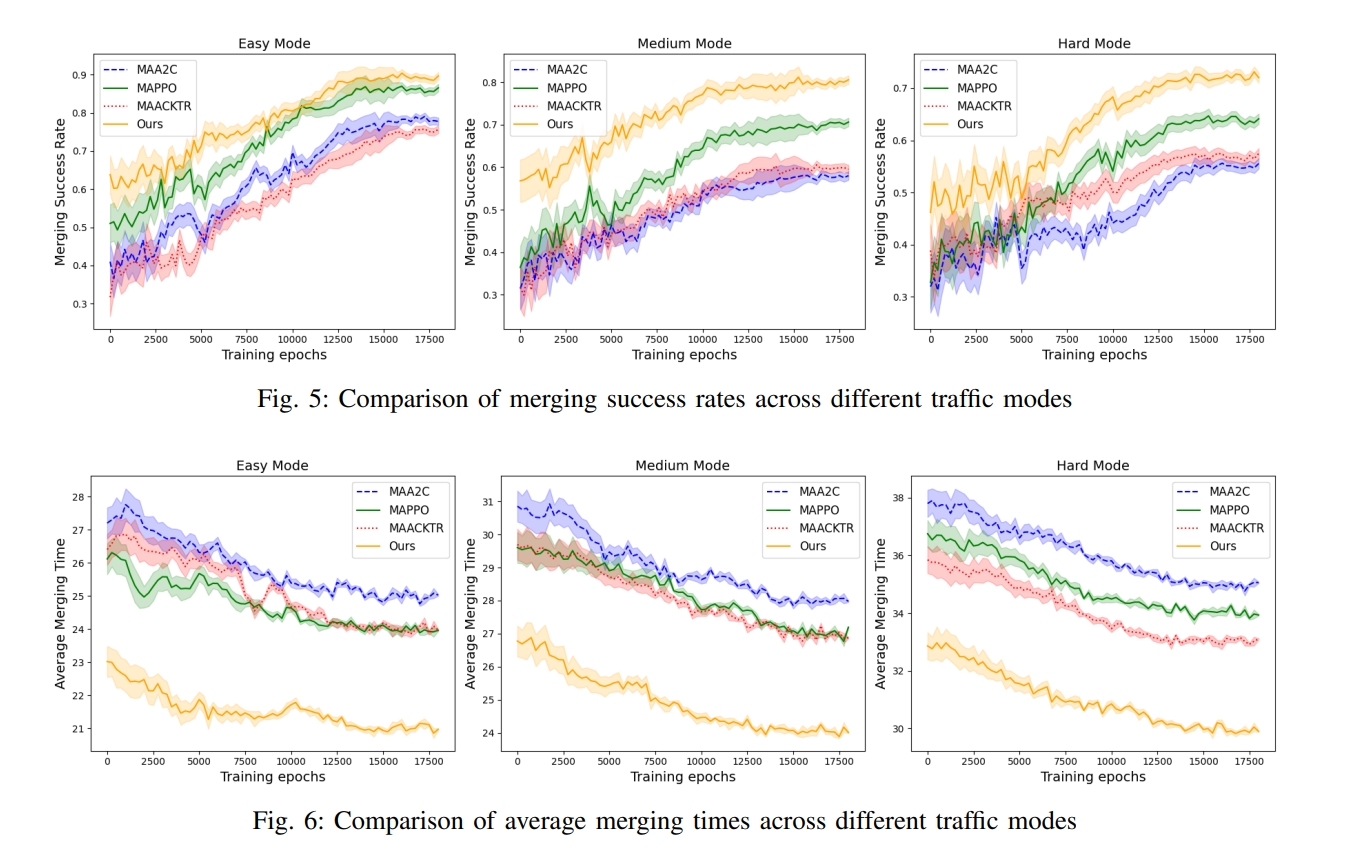 Easy Mode
0.9
0.8
0.7
0.6
0.5
0.4
0.3
Merging Success Rate
MAA2C
MAPPO
MAACKTR
Ours
0 2500 5000 7500 10000 12500 15000 17500
Training epochs
Medium Mode
0.8
0.7
0.6
0.5
0.4
0.3
Merging Success Rate
MAA2C
MAPPO
MAACKTR
Ours
0 2500 5000 7500 10000 12500 15000 17500
Training epochs
Hard Mode
0.7
0.6
0.5
0.4
0.3
Merging Success Rate
MAA2C
MAPPO
MAACKTR
Ours
0 2500 5000 7500 10000 12500 15000 17500
Training epochs
Fig. 5: Comparison of merging success rates across different traffic modes
Easy Mode
28
27
26
25
24
23
22
21
Average Merging Time
MAA2C
MAPPO
MAACKTR
Ours
0 2500 5000 7500 10000 12500 15000 17500
Training epochs
Medium Mode
31
30
29
28
27
26
25
24
Average Merging Time
MAA2C
MAPPO
MAACKTR
Ours
0 2500 5000 7500 10000 12500 15000 17500
Training epochs
Hard Mode
38
36
34
32
30
Average Merging Time
MAA2C
MAPPO
MAACKTR
Ours
0 2500 5000 7500 10000 12500 15000 17500
Training epochs
Fig. 6: Comparison of average merging times across different traffic modes